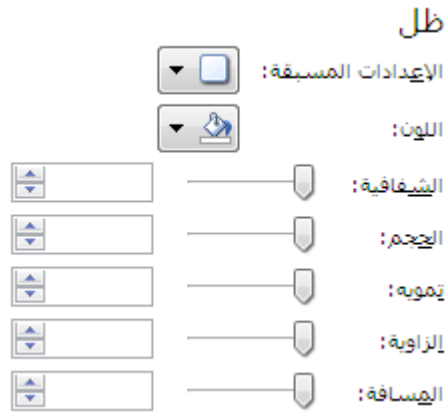 ظل
الإعدادات المسبقة:
اللون:
الشفافية:
الحجم:
تمويه:
الزاوية:
المسافة: